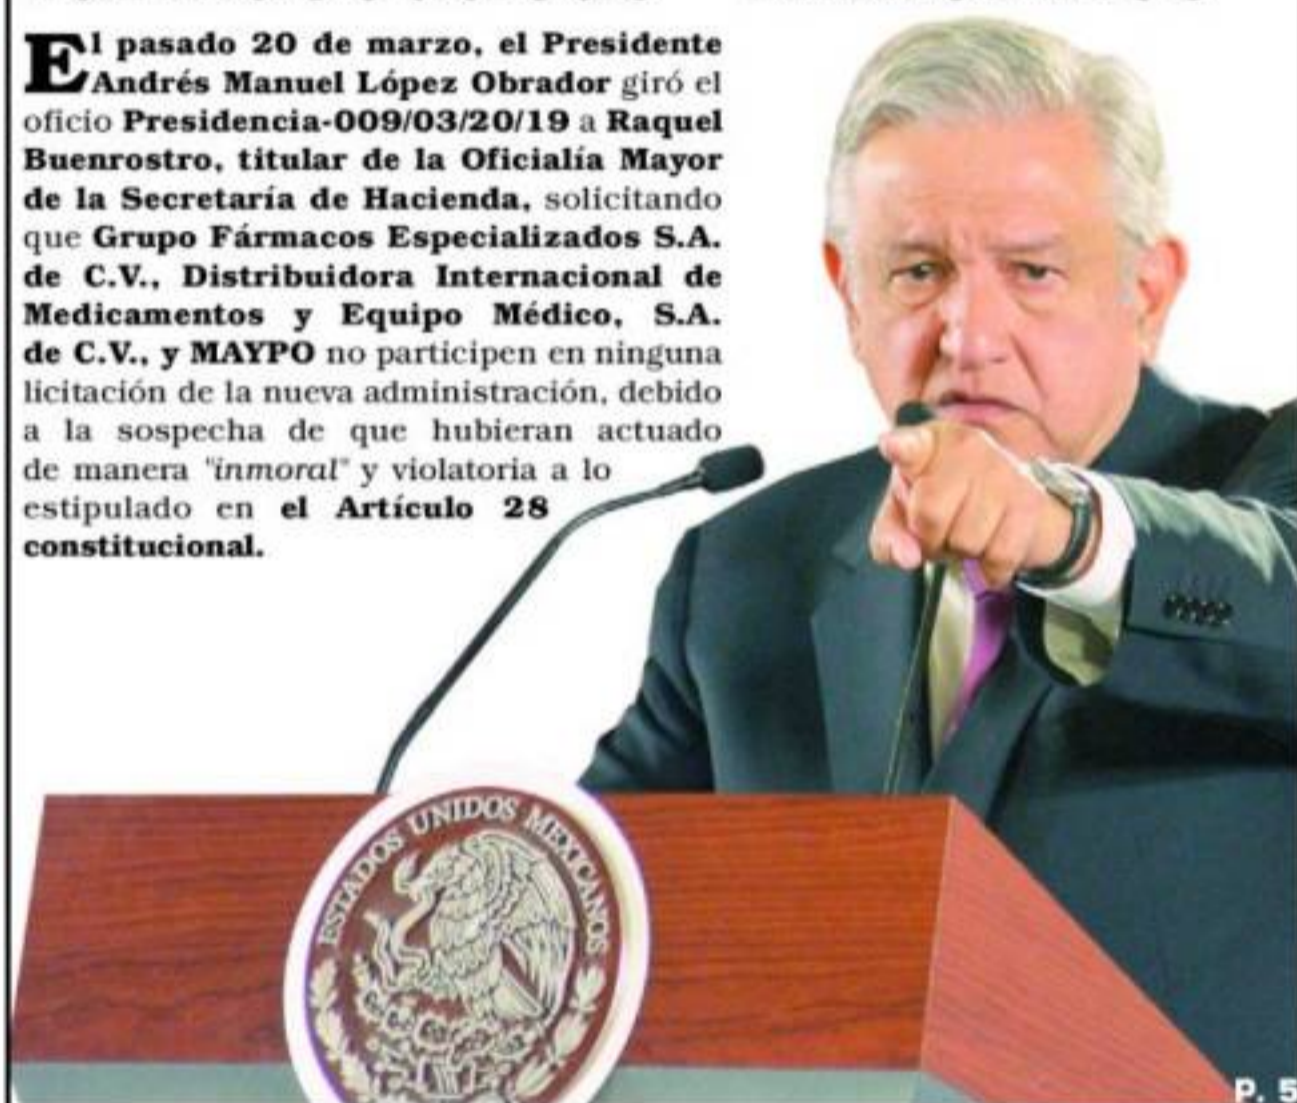 El pasado 20 de marzo, el Presidente
Andrés Manuel López Obrador giró el
oficio Presidencia-009/03/20/19 a Raquel
Buenrostro, titular de la Oficialía Mayor
de la Secretaría de Hacienda, solicitando
que Grupo Fármacos Especializados S.A.
de C.V., Distribuidora Internacional de
Medicamentos y Equipo Médico, S.A.
de C.V., y MAYPO no participen en ninguna
licitación de la nueva administración, debido
a la sospecha de que hubieran actuado
de manera "inmoral" y violatoria a lo
estipulado en el Artículo 28
constitucional.
ESTADOS UNIDOS MEXICANOS
P. 5